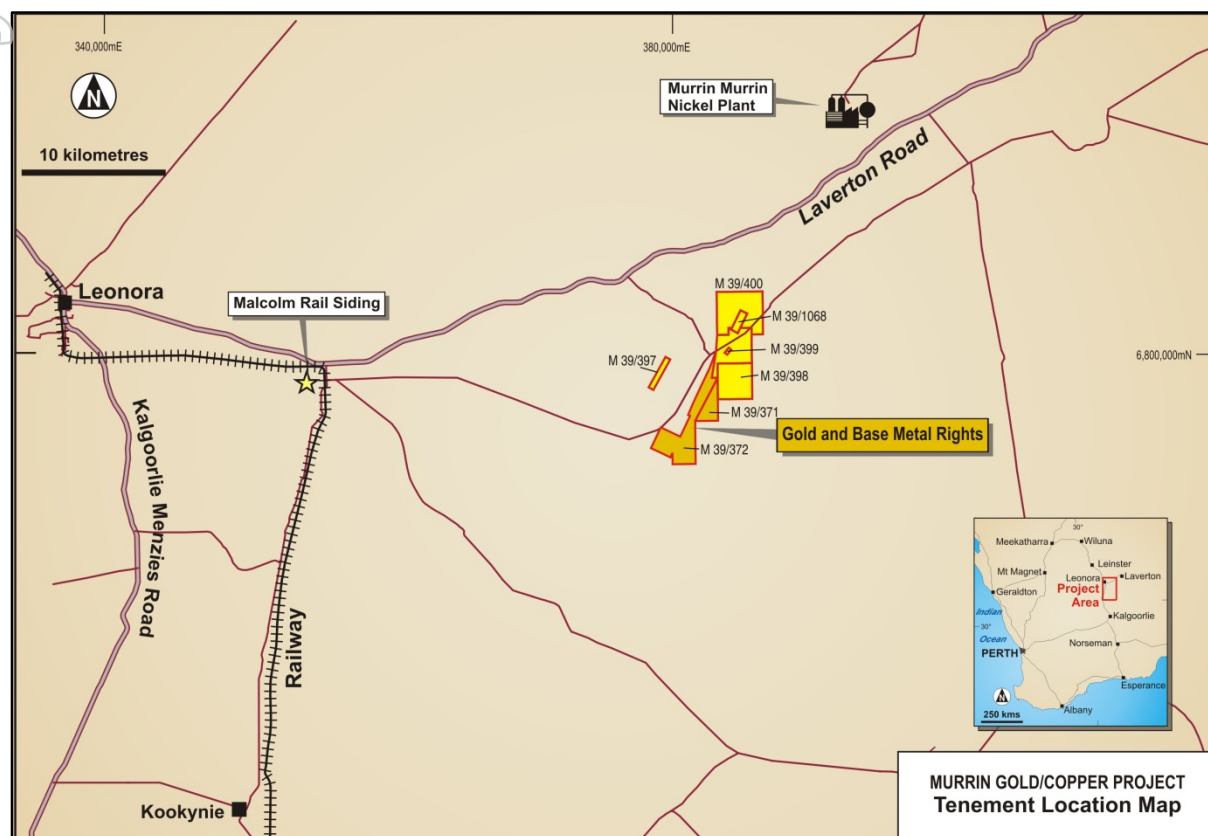 340,000mE
380,000mE
N
10 kilometres
Murrin Murrin
Nickel Plant
Laverton Road
Leonora
Malcolm Rail Siding
M 39/400
M 39/1068
M 39/399
M 39/397
M 39/398
M 39/371
M 39/372
6,800,000mN
Gold and Base Metal Rights
Kalgoorlie Menzies Road
Railway
Kookynie
30°
Meekatharra
Wiluna
Leinster
Mt Magnet
Leonora
Laverton
Project
Area
Geraldton
Indian
Kalgoorlie
30°
Ocean
Norseman
PERTH
Esperance
N
250 kms
Albany
MURRIN GOLD/COPPER PROJECT
Tenement Location Map